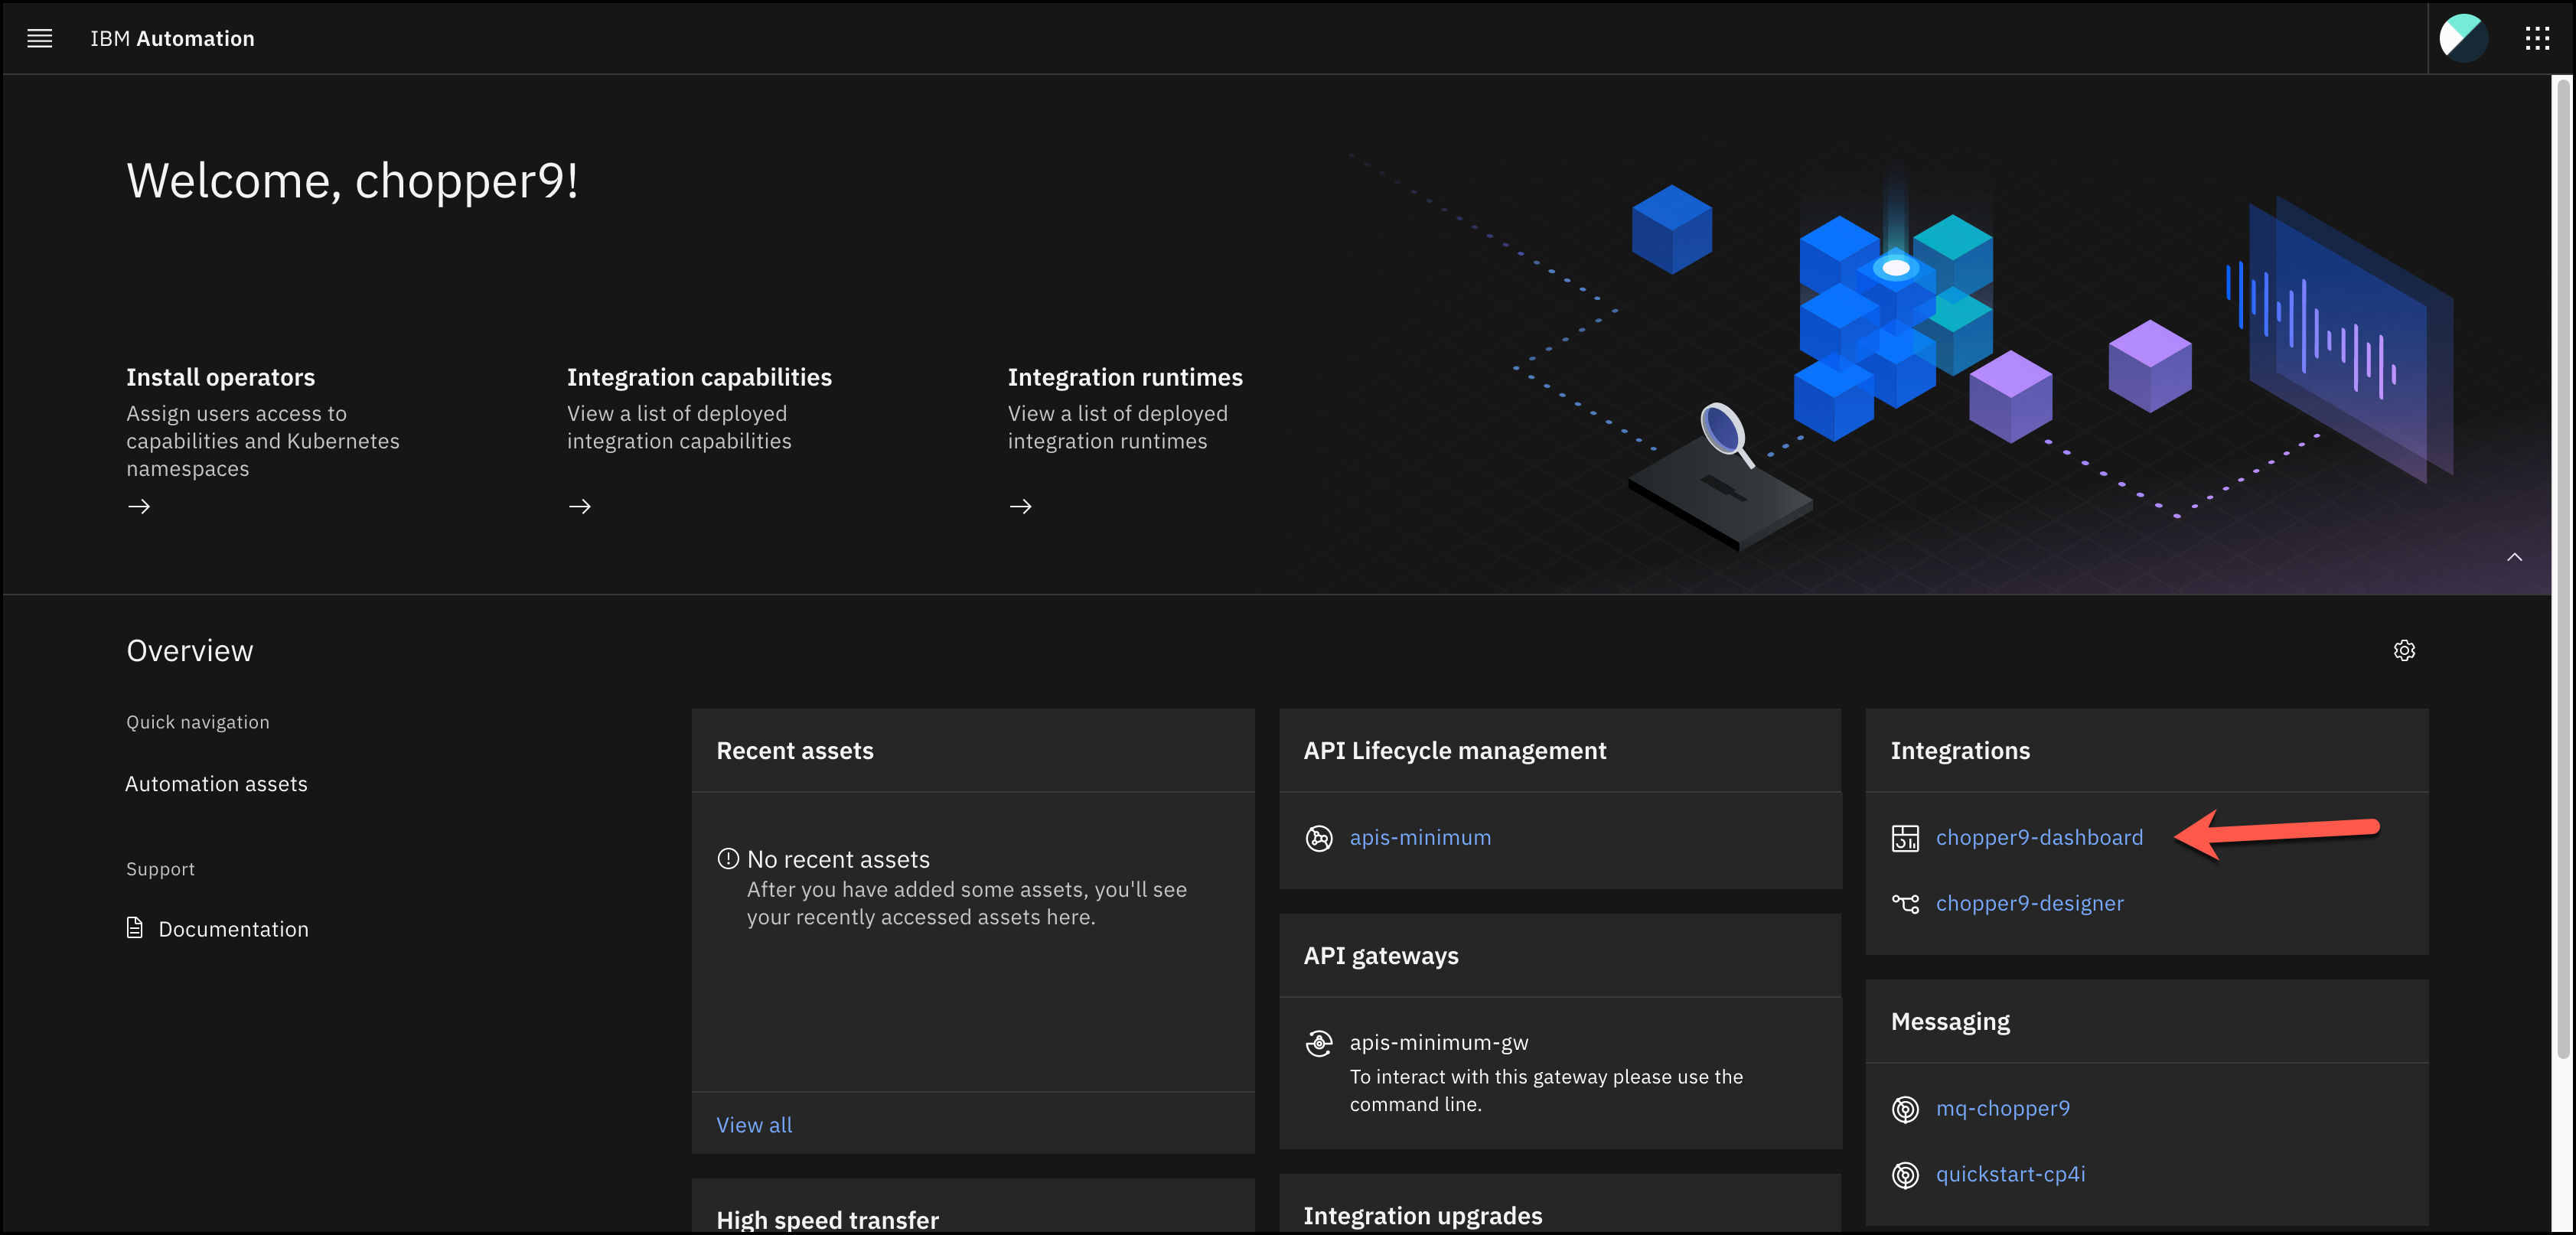 IBM Automation
Welcome, chopper9!
Install operators
Assign users access to
capabilities and Kubernetes
namespaces
Integration capabilities
View a list of deployed
integration capabilities
Integration runtimes
View a list of deployed
integration runtimes
Overview
Quick navigation
Automation assets
Support
Documentation
Recent assets
No recent assets
After you have added some assets, you'll see
your recently accessed assets here.
View all
High speed transfer
API Lifecycle management
apis-minimum
API gateways
apis-minimum-gw
To interact with this gateway please use the
command line.
Integration upgrades
Integrations
chopper9-dashboard
chopper9-designer
Messaging
mq-chopper9
quickstart-cp4i